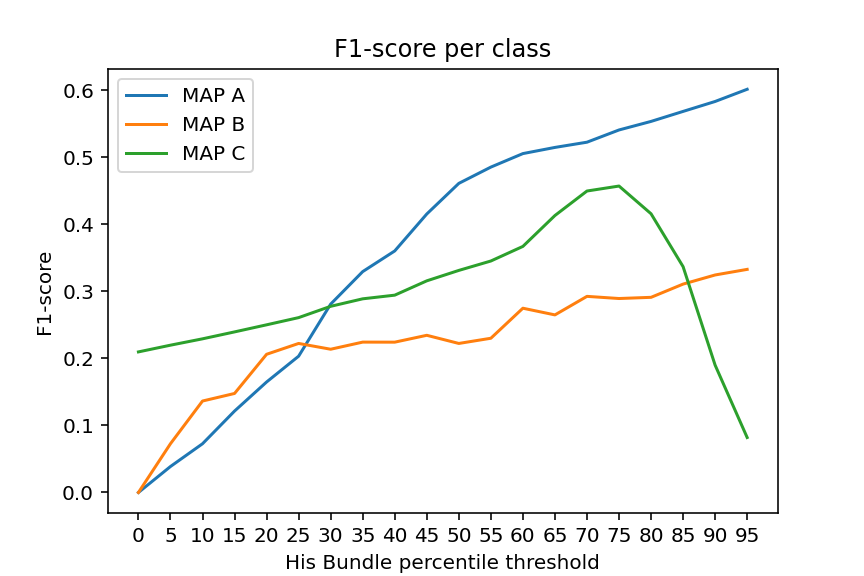 F1-score per class
MAP A
MAP B
MAP C
F1-score
0.6
0.5
0.4
0.3
0.2
0.1
0.0
0 5 10 15 20 25 30 35 40 45 50 55 60 65 70 75 80 85 90 95
His Bundle percentile threshold